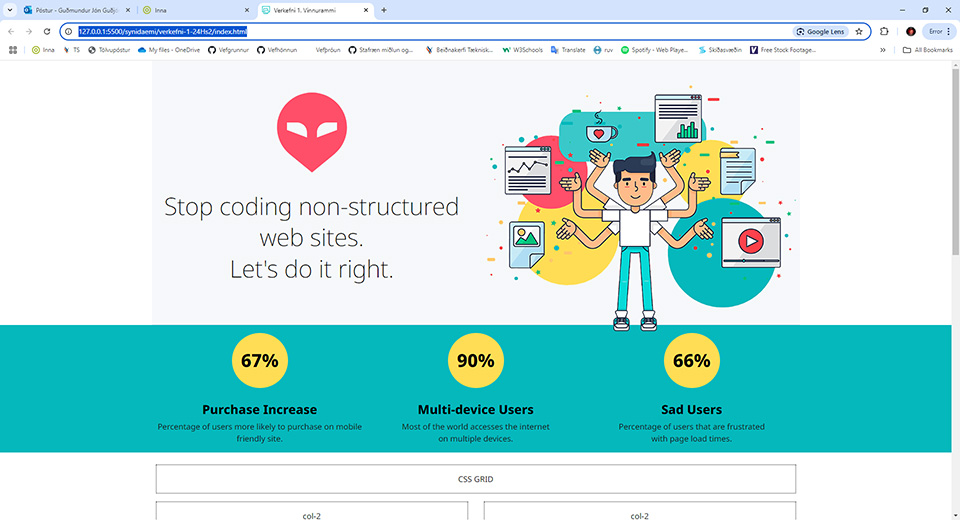 Póstur - Guðmundur Jón Guðjó
Inna
Verkefni 1. Vinnurammi
127.0.0.1:5500/synidaemi/verkefni-1-24Hs2/index.html
Google Lens
Error
Inna
TS
Tölvupóstur
My files - OneDrive
Vefgrunnur
Vefhönnun
Vefþróun
Stafræn miðlun og...
Beiðnakerfi Tæknisk...
W3Schools
Translate
ruv
Spotify - Web Playe...
Skíðasvæðin
Free Stock Footage...
All Bookmarks
Stop coding non-structured
web sites.
Let's do it right.
67%
90%
66%
Purchase Increase
Multi-device Users
Sad Users
Percentage of users more likely to purchase on mobile
friendly site.
Most of the world accesses the internet
on multiple devices.
Percentage of users that are frustrated
with page load times.
CSS GRID
col-2
col-2